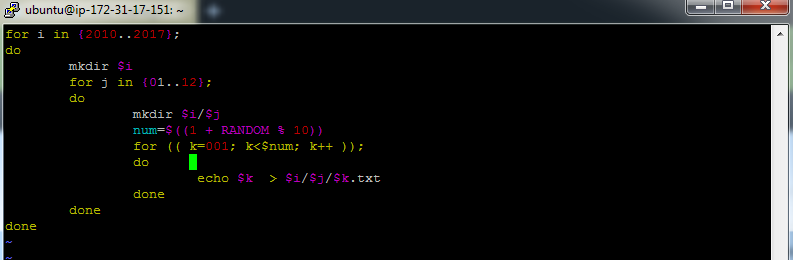 ubuntu@ip-172-31-17-151: ~
for i in {2010..2017};
do
        mkdir $i
        for j in {01..12};
        do
                mkdir $i/$j
                num=$((1 + RANDOM % 10))
                for (( k=001; k<$num; k++ ));
                do
                        echo $k  > $i/$j/$k.txt
                done
        done
done
~
~